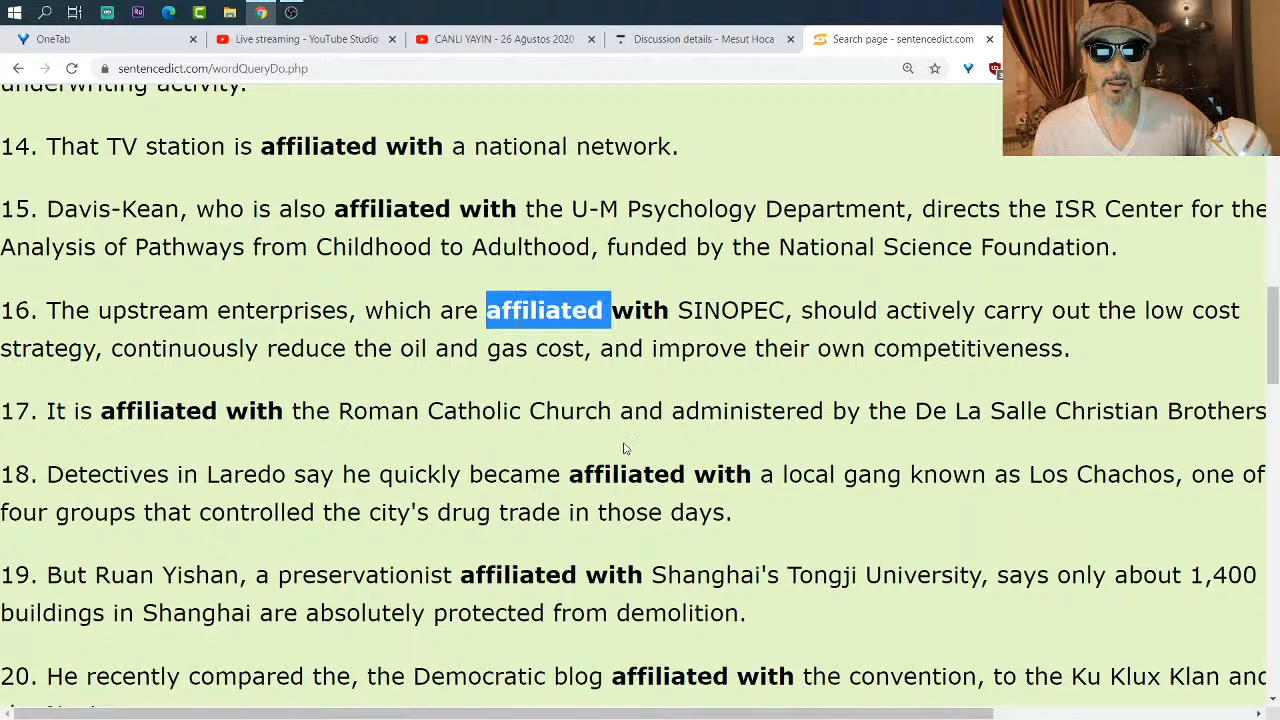 OneTab
Live streaming - YouTube Studio
CANLI YAYIN - 26 Ağustos 2020
Discussion details - Mesut Hoca
Search page - sentencedict.com
sentencedict.com/wordQueryDo.php
underwriting activity.
14. That TV station is affiliated with a national network.
15. Davis-Kean, who is also affiliated with the U-M Psychology Department, directs the ISR Center for the
Analysis of Pathways from Childhood to Adulthood, funded by the National Science Foundation.
16. The upstream enterprises, which are affiliated with SINOPEC, should actively carry out the low cost
strategy, continuously reduce the oil and gas cost, and improve their own competitiveness.
17. It is affiliated with the Roman Catholic Church and administered by the De La Salle Christian Brothers
18. Detectives in Laredo say he quickly became affiliated with a local gang known as Los Chachos, one of
four groups that controlled the city's drug trade in those days.
19. But Ruan Yishan, a preservationist affiliated with Shanghai's Tongji University, says only about 1,400
buildings in Shanghai are absolutely protected from demolition.
20. He recently compared the, the Democratic blog affiliated with the convention, to the Ku Klux Klan and